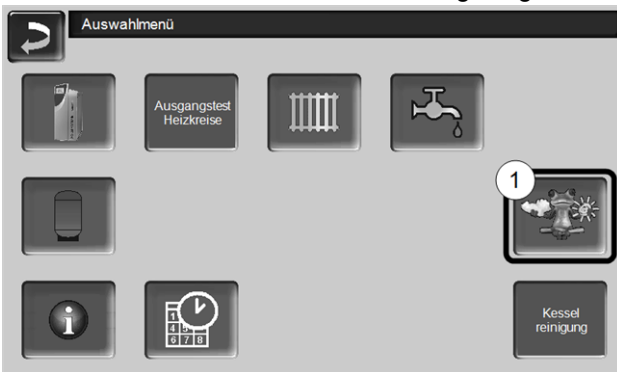 Auswahlmenü
Ausgangstest
Heizkreise
1
Kessel
reinigung